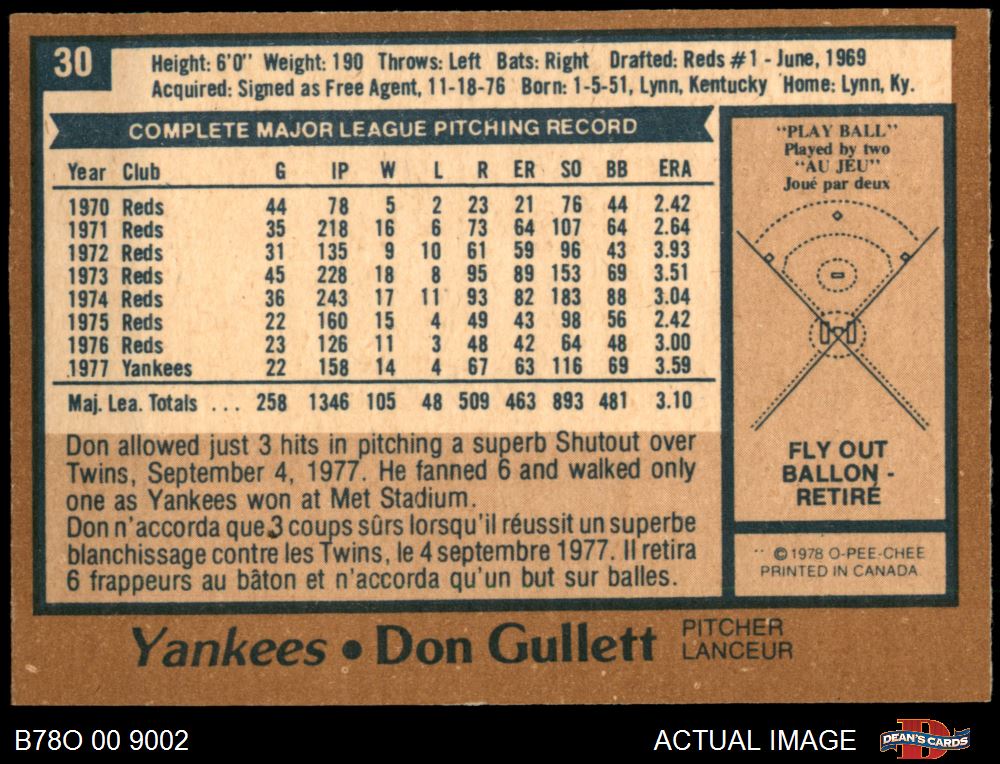 30
Height: 6'0" Weight: 190 Throws: Left Bats: Right Drafted: Reds #1 - June, 1969
Acquired: Signed as Free Agent, 11-18-76 Born: 1-5-51, Lynn, Kentucky Home: Lynn, Ky.
COMPLETE MAJOR LEAGUE PITCHING RECORD
Year Club G IP W L R ER SO BB ERA
1970 Reds 44 78 5 2 23 21 76 44 2.42
1971 Reds 35 218 16 6 73 64 107 64 2.64
1972 Reds 31 135 9 10 61 59 96 43 3.93
1973 Reds 45 228 18 8 95 89 153 69 3.51
1974 Reds 36 243 17 11 93 82 183 88 3.04
1975 Reds 22 160 15 4 49 43 98 56 2.42
1976 Reds 23 126 11 3 48 42 64 48 3.00
1977 Yankees 22 158 14 4 67 63 116 69 3.59
Maj. Lea. Totals ... 258 1346 105 48 509 463 893 481 3.10
Don allowed just 3 hits in pitching a superb Shutout over
Twins, September 4, 1977. He fanned 6 and walked only
one as Yankees won at Met Stadium.
Don n'accorda que 3 coups sûrs lorsqu'il réussit un superbe
blanchissage contre les Twins, le 4 septembre 1977. Il retira
6 frappeurs au bâton et n'accorda qu'un but sur balles.
"PLAY BALL"
Played by two
"AU JEU"
Joué par deux
FLY OUT
BALLON -
RETIRÉ
© 1978 O-PEE-CHEE
PRINTED IN CANADA
Yankees • Don Gullett PITCHER
LANCEUR
B78O 00 9002
ACTUAL IMAGE
D
DEAN'S CARDS